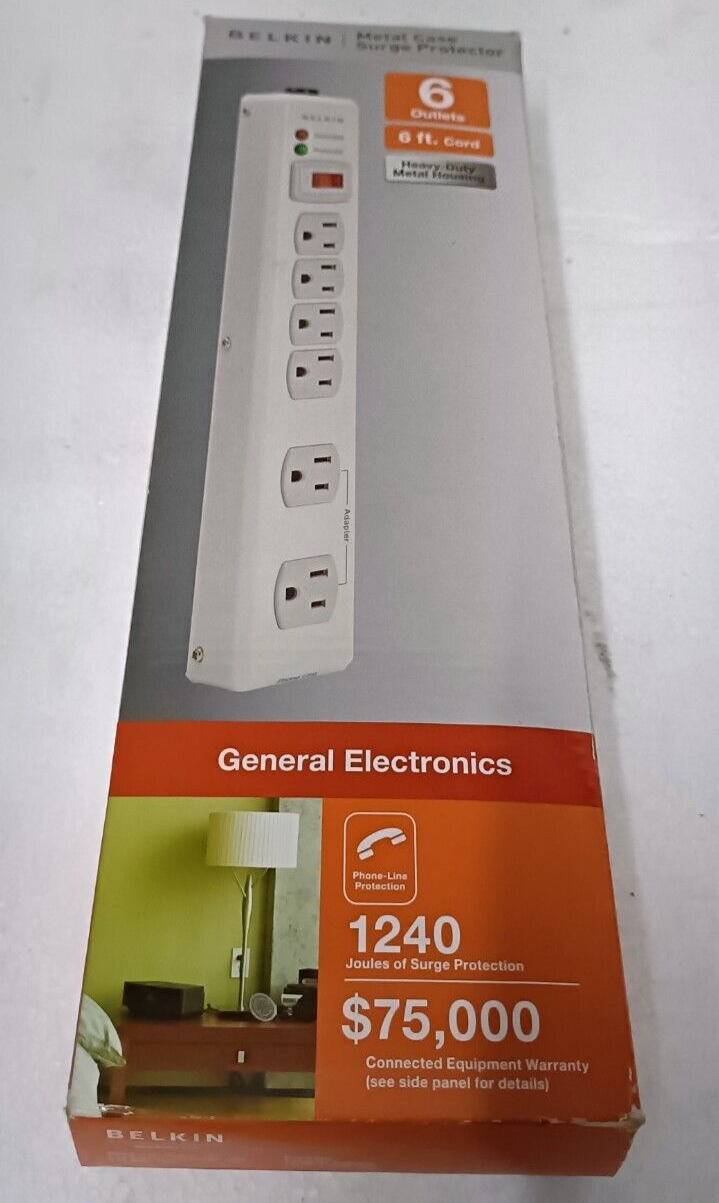 BELKIN | Metal Case
Surge Protector
6
Outlets
6 ft. Cord
Heavy-Duty
Metal Housing
BELKIN
Adapter
General Electronics
Phone-Line
Protection
1240
Joules of Surge Protection
$75,000
Connected Equipment Warranty
(see side panel for details)
BELKIN